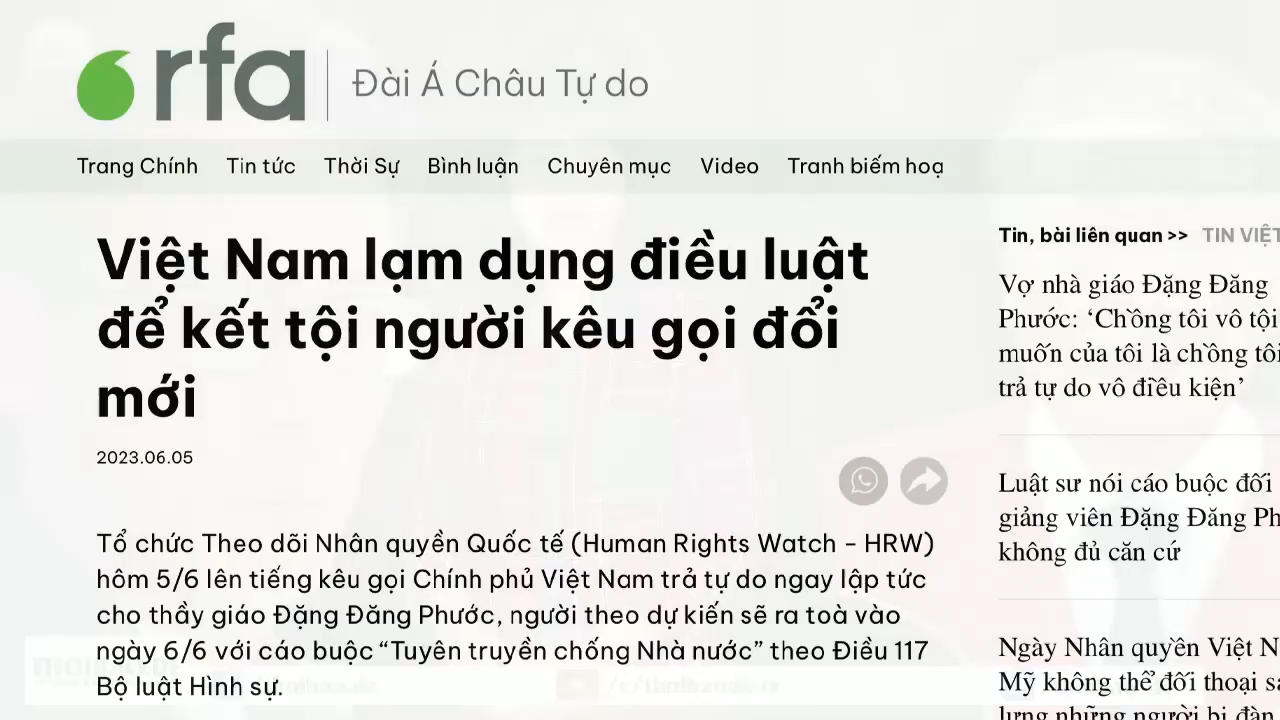 rfa Đài Á Châu Tự do
Trang Chính Tin tức Thời Sự Bình luận Chuyên mục Video Tranh biếm hoạ
Việt Nam lạm dụng điều luật
để kết tội người kêu gọi đổi
mới
2023.06.05
Tổ chức Theo dõi Nhân quyền Quốc tế (Human Rights Watch – HRW)
hôm 5/6 lên tiếng kêu gọi Chính phủ Việt Nam trả tự do ngay lập tức
cho thầy giáo Đặng Đăng Phước, người theo dự kiến sẽ ra toà vào
ngày 6/6 với cáo buộc “Tuyên truyền chống Nhà nước” theo Điều 117
Bộ luật Hình sự.
Tin, bài liên quan >> TIN VIỆT
Vợ nhà giáo Đặng Đăng
Phước: ‘Chồng tôi vô tội
muốn của tôi là chồng tôi
trả tự do vô điều kiện’
Luật sư nói cáo buộc đối
giảng viên Đặng Đăng Ph
không đủ căn cứ
Ngày Nhân quyền Việt N
Mỹ không thể đối thoại sa
lưng những người bị đàn